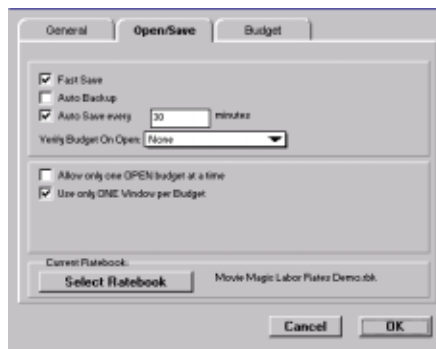 General Open/Save Budget
Fast Save
Auto Backup
Auto Save every 30 minutes
Verify Budget On Open: None
Allow only one OPEN budget at a time
Use only ONE Window per Budget
Current Ratebook:
Select Ratebook Movie Magic Labor Rates Demo.rbk
Cancel OK